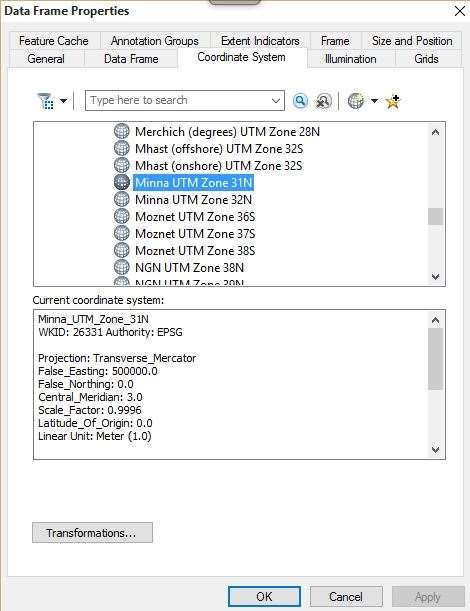 Data Frame Properties
Feature Cache Annotation Groups Extent Indicators Frame Size and Position
General Data Frame Coordinate System Illumination Grids
Type here to search
Merchich (degrees) UTM Zone 28N
Mhast (offshore) UTM Zone 32S
Mhast (onshore) UTM Zone 32S
Minna UTM Zone 31N
Minna UTM Zone 32N
Moznet UTM Zone 36S
Moznet UTM Zone 37S
Moznet UTM Zone 38S
NGN UTM Zone 38N
NGN UTM Zone 39N
Current coordinate system:
Minna_UTM_Zone_31N
WKID: 26331 Authority: EPSG
Projection: Transverse_Mercator
False_Easting: 500000.0
False_Northing: 0.0
Central_Meridian: 3.0
Scale_Factor: 0.9996
Latitude_Of_Origin: 0.0
Linear Unit: Meter (1.0)
Transformations...
OK Cancel Apply